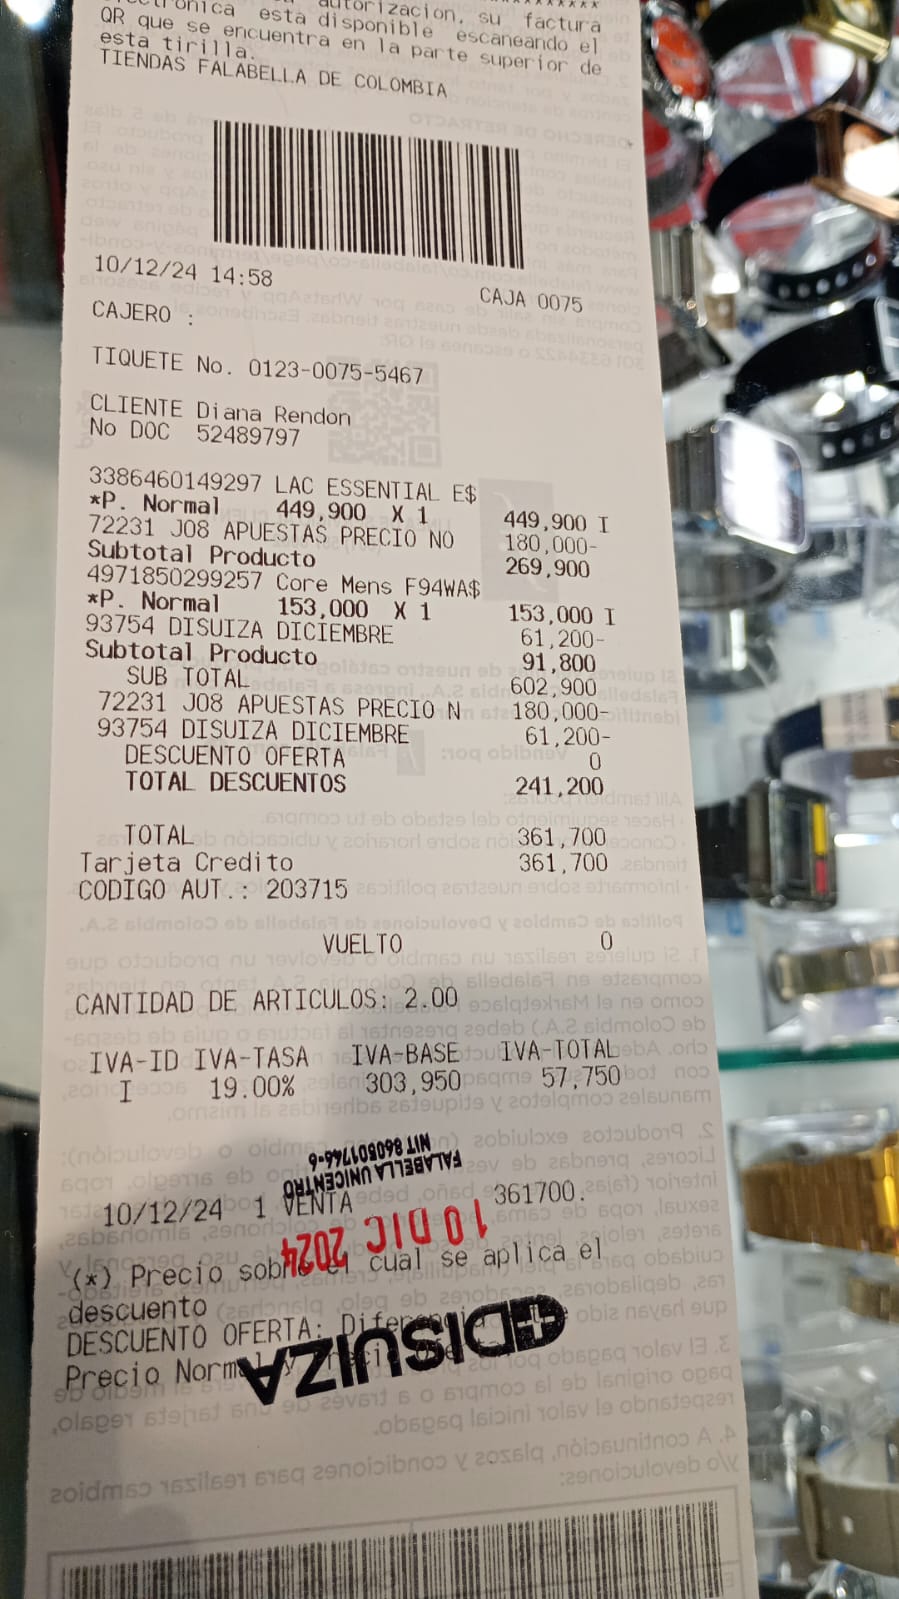 autorización, su factura
está disponible escaneando el
QR que se encuentra en la parte superior de
esta tirilla.
TIENDAS FALABELLA DE COLOMBIA
10/12/24 14:58 CAJA 0075
CAJERO :
TIQUETE No. 0123-0075-5467
CLIENTE Diana Rendon
No DOC 52489797
3386460149297 LAC ESSENTIAL E$
*P. Normal 449,900 X 1 449,900 I
72231 J08 APUESTAS PRECIO NO 180,000-
Subtotal Producto 269,900
4971850299257 Core Mens F94WA$
*P. Normal 153,000 X 1 153,000 I
93754 DISUIZA DICIEMBRE 61,200-
Subtotal Producto 91,800
SUB TOTAL 602,900
72231 J08 APUESTAS PRECIO N 180,000-
93754 DISUIZA DICIEMBRE 61,200-
DESCUENTO OFERTA 0
TOTAL DESCUENTOS 241,200
TOTAL 361,700
Tarjeta Credito 361,700
CODIGO AUT.: 203715
VUELTO 0
CANTIDAD DE ARTICULOS: 2.00
IVA-ID IVA-TASA IVA-BASE IVA-TOTAL
I 19.00% 303,950 57,750
FALABELLA UNICENTRO
NIT 860501746-6
10/12/24 1 VENTA 361700.
10 DIC 2024
(*) Precio sobre el cual se aplica el
descuento
DESCUENTO OFERTA: Diferencia
Precio Normal y
DISUIZA